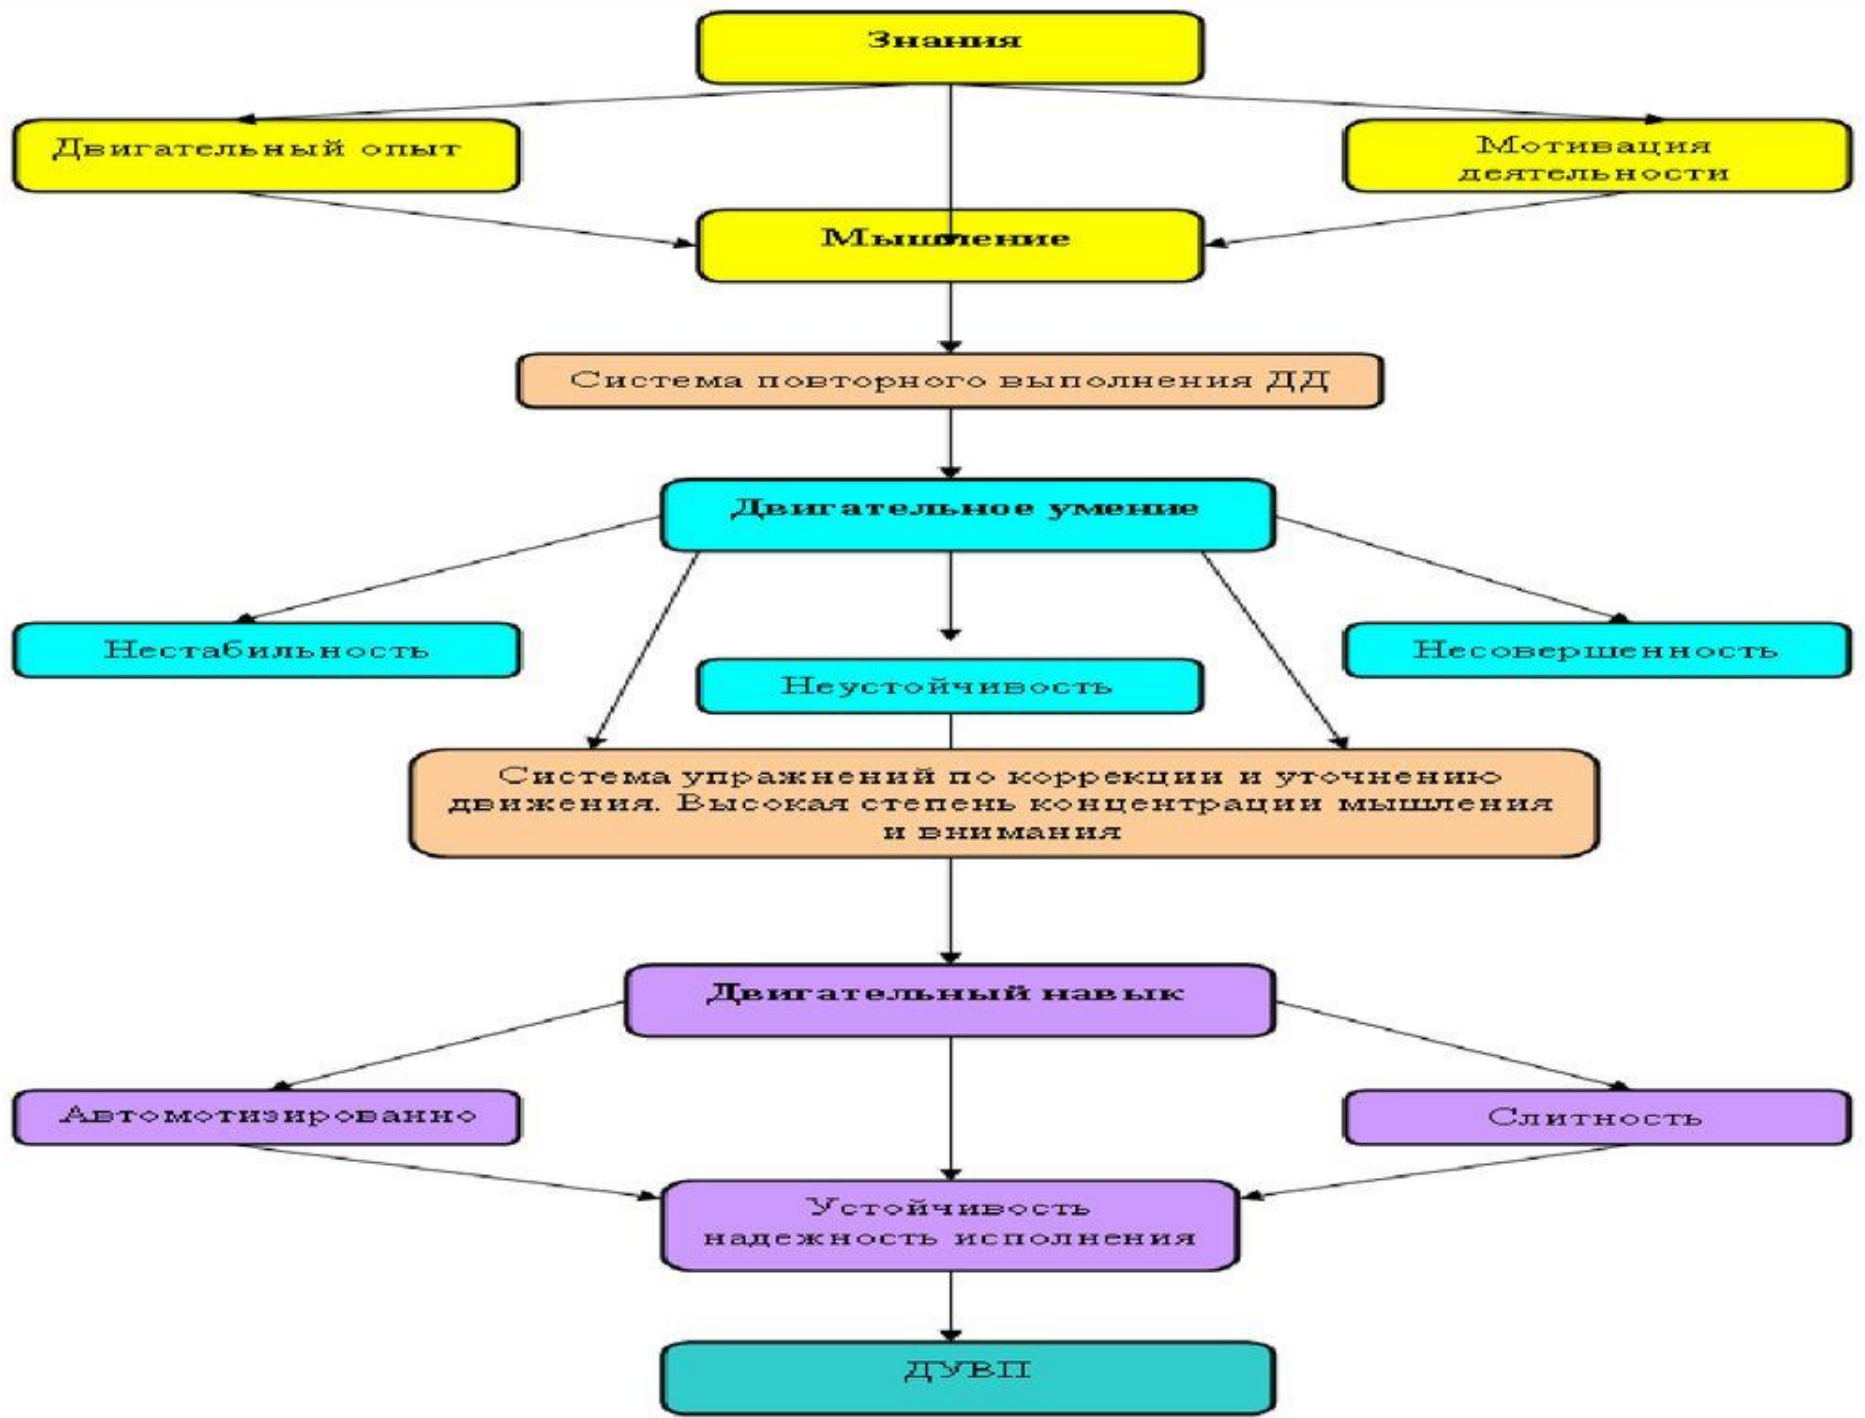 Знания
Двигательный опыт
Мотивация
деятельности
Мышление
Система повторного выполнения ДД
Двигательное умение
Нестабильность
Несовершенность
Неустойчивость
Система упражнений по коррекции и уточнению
движения. Высокая степень концентрации мышления
и внимания
Двигательный навык
Автомотизированно
Слитность
Устойчивость
надежность исполнения
ДУВП